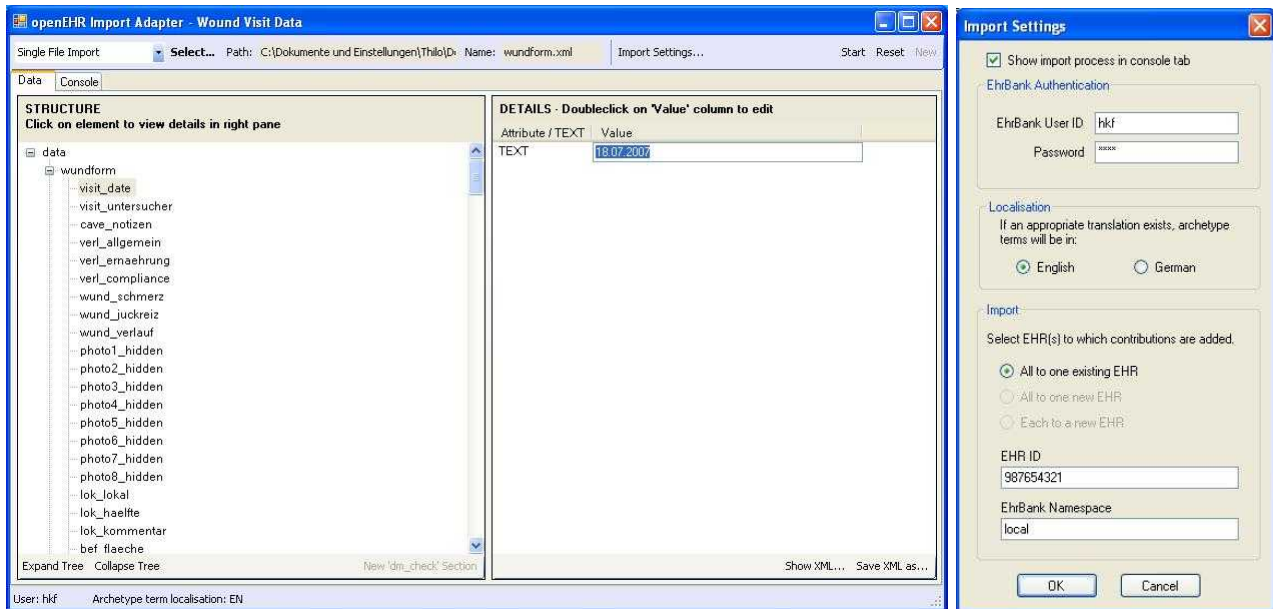 openEHR Import Adapter - Wound Visit Data
Single File Import Select... Path: C:\Dokumente und Einstellungen\Thilo\D Name: wundform.xml Import Settings... Start Reset New
Data Console
STRUCTURE
Click on element to view details in right pane
data
wundform
visit_date
visit_untersucher
cave_notizen
verl_allgemein
verl_ernaehrung
verl_compliance
wund_schmerz
wund_juckreiz
wund_verlauf
photo1_hidden
photo2_hidden
photo3_hidden
photo4_hidden
photo5_hidden
photo6_hidden
photo7_hidden
photo8_hidden
lok_lokal
lok_haelfte
lok_kommentar
bef_flaeche
Expand Tree Collapse Tree New 'dm_check' Section
DETAILS - Doubleclick on 'Value' column to edit
Attribute / TEXT Value
TEXT 18.07.2007
Show XML... Save XML as...
User: hkf Archetype term localisation: EN
Import Settings
Show import process in console tab
EhrBank Authentication
EhrBank User ID hkf
Password ****
Localisation
If an appropriate translation exists, archetype
terms will be in:
English German
Import
Select EHR(s) to which contributions are added.
All to one existing EHR
All to one new EHR
Each to a new EHR
EHR ID
987654321
EhrBank Namespace
local
OK Cancel